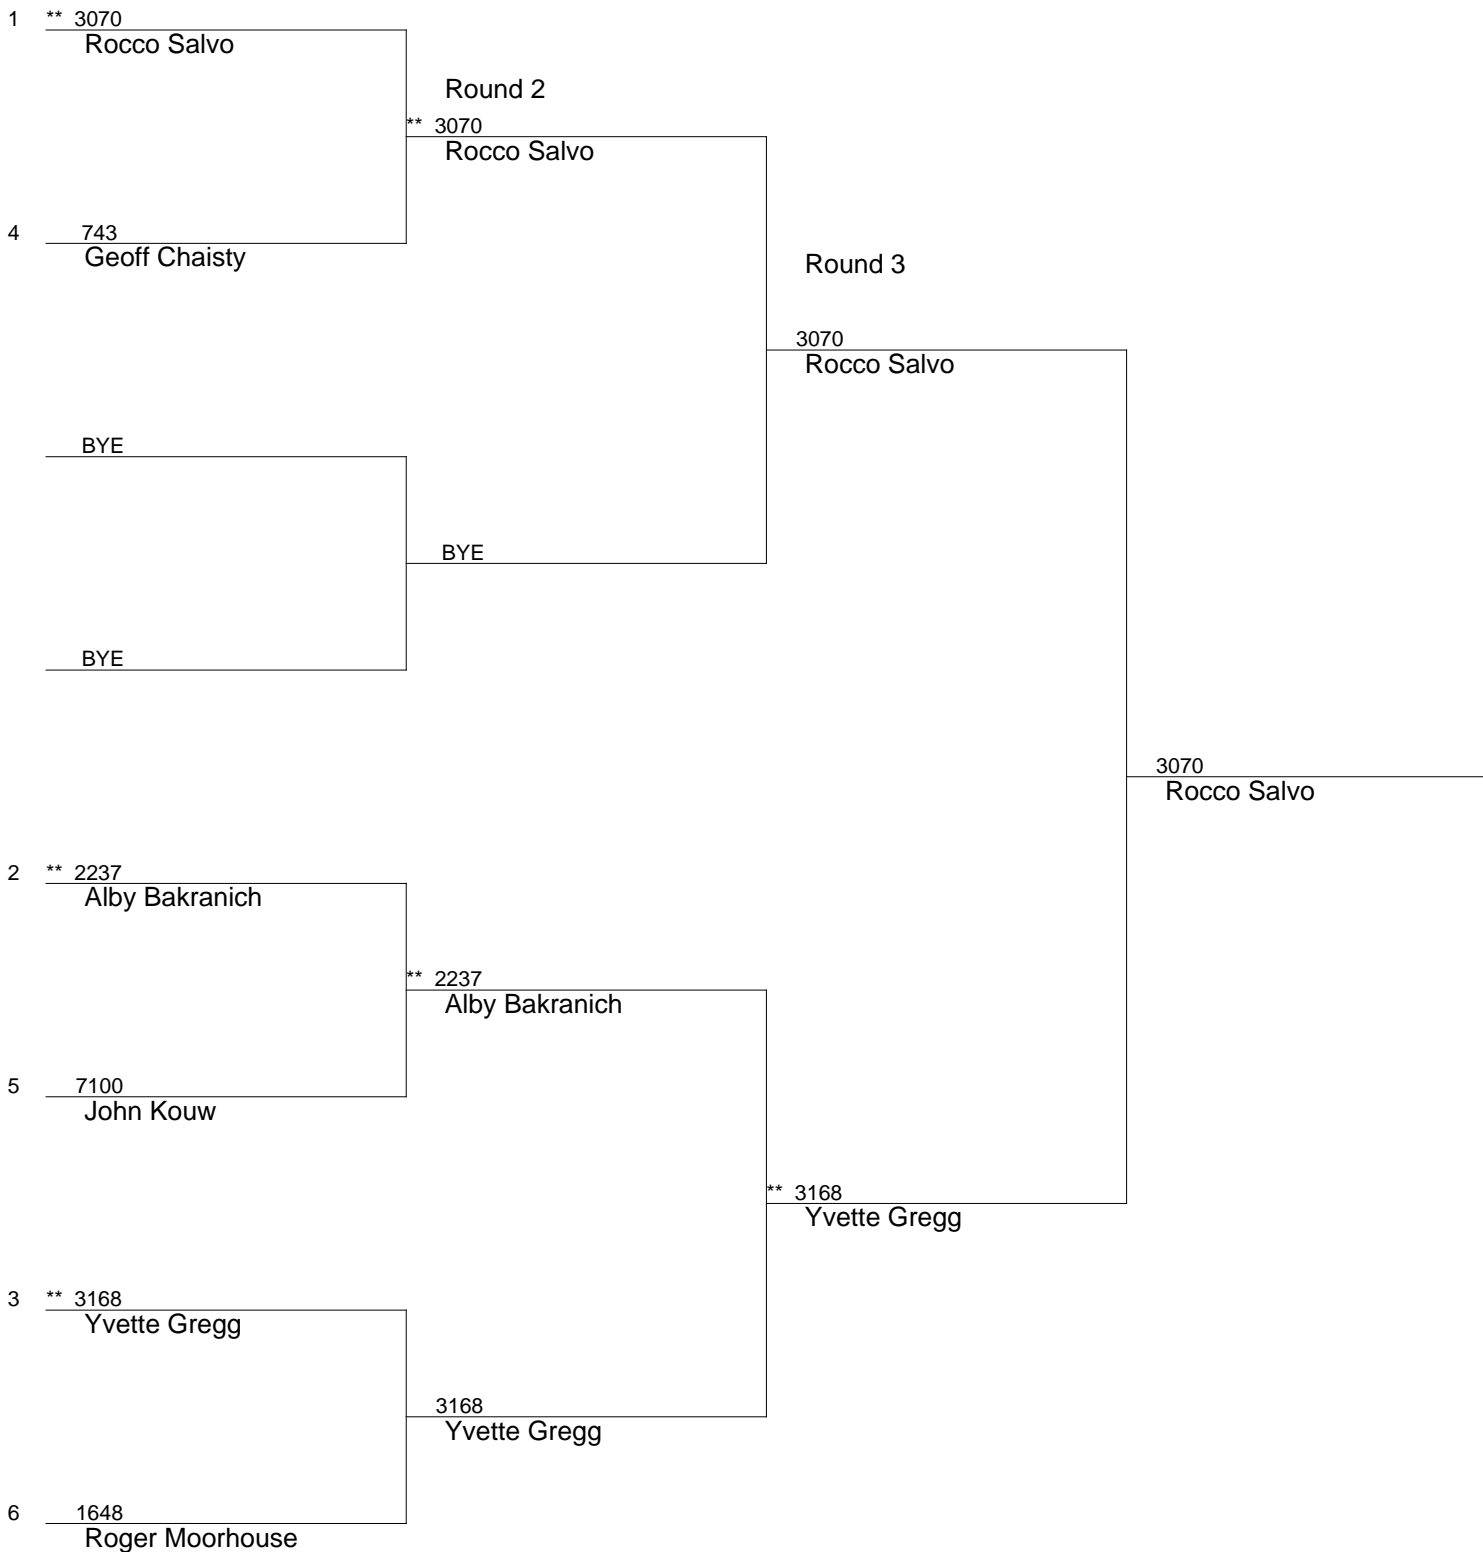 1 ** 3070
Rocco Salvo
Round 2
** 3070
Rocco Salvo
4 743
Geoff Chaisty
Round 3
3070
Rocco Salvo
BYE
BYE
BYE
3070
Rocco Salvo
2 ** 2237
Alby Bakranich
** 2237
Alby Bakranich
5 7100
John Kouw
** 3168
Yvette Gregg
3 ** 3168
Yvette Gregg
3168
Yvette Gregg
6 1648
Roger Moorhouse